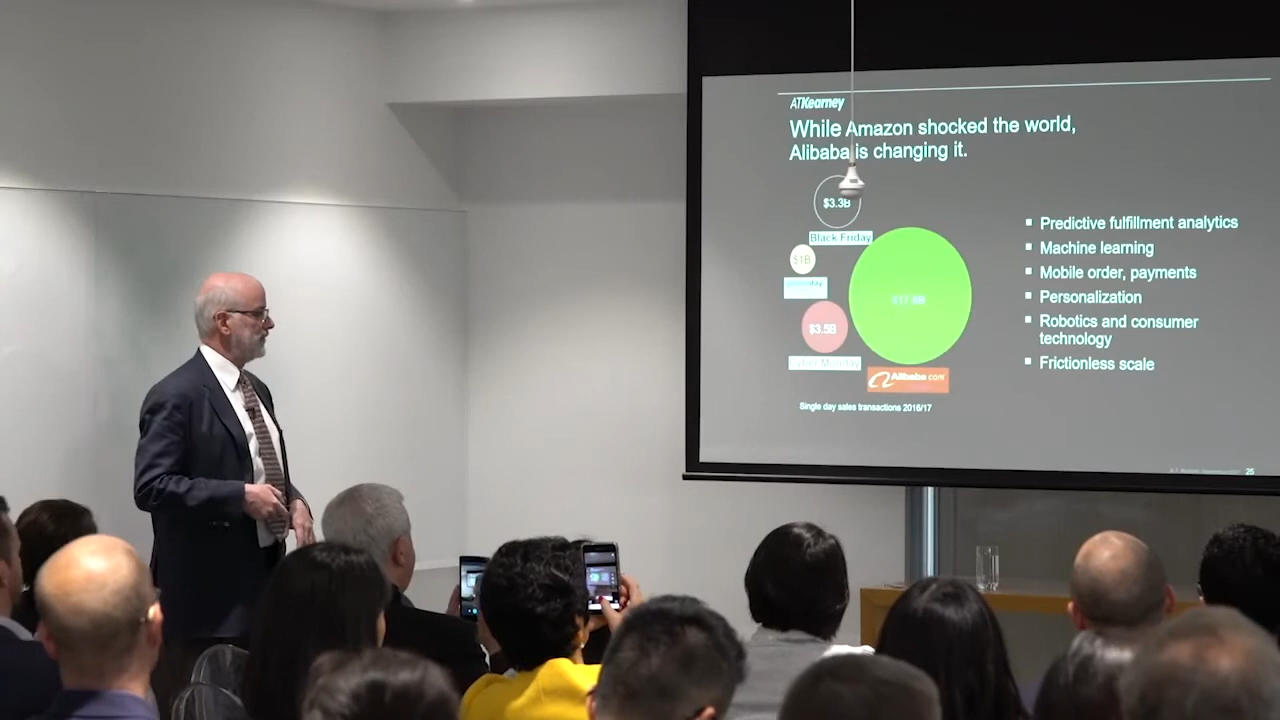 ATKearney
While Amazon shocked the world,
Alibaba is changing it.
$3.3B
Black Friday
$1B
$3.5B
Cyber Monday
Alibaba.com
Single day sales transactions 2016/17
▪ Predictive fulfillment analytics
▪ Machine learning
▪ Mobile order, payments
▪ Personalization
▪ Robotics and consumer
technology
▪ Frictionless scale
25